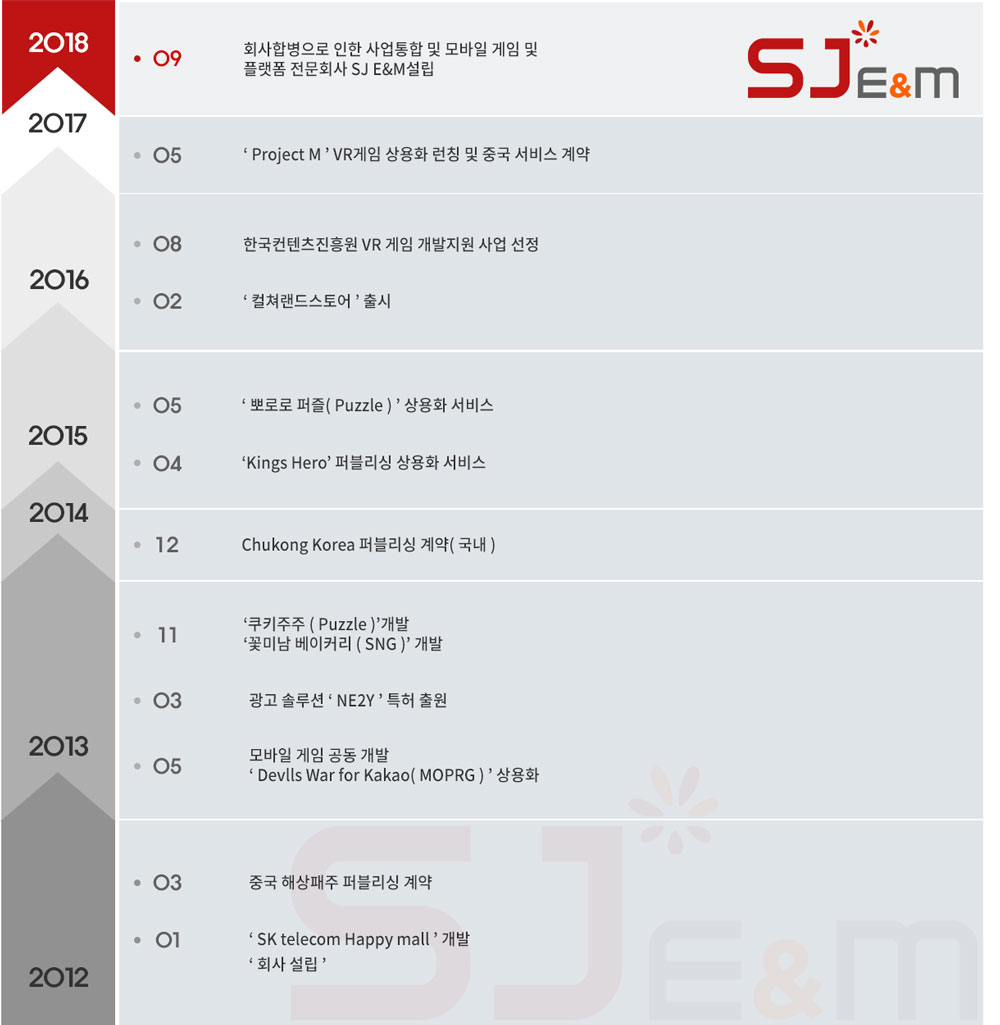 2018
09
회사합병으로 인한 사업통합 및 모바일 게임 및
플랫폼 전문회사 SJ E&M설립
SJ E&m
2017
05
‘ Project M ’ VR게임 상용화 런칭 및 중국 서비스 계약
2016
08
한국컨텐츠진흥원 VR 게임 개발지원 사업 선정
02
‘ 컬쳐랜드스토어 ’ 출시
2015
05
‘ 뽀로로 퍼즐( Puzzle ) ’ 상용화 서비스
04
‘Kings Hero’ 퍼블리싱 상용화 서비스
2014
12
Chukong Korea 퍼블리싱 계약( 국내 )
2013
11
‘쿠키주주 ( Puzzle )’개발
‘꽃미남 베이커리 ( SNG )’ 개발
03
광고 솔루션 ‘ NE2Y ’ 특허 출원
05
모바일 게임 공동 개발
‘ Devlls War for Kakao( MOPRG ) ’ 상용화
2012
03
중국 해상패주 퍼블리싱 계약
01
‘ SK telecom Happy mall ’ 개발
‘ 회사 설립 ’
SJ E&m